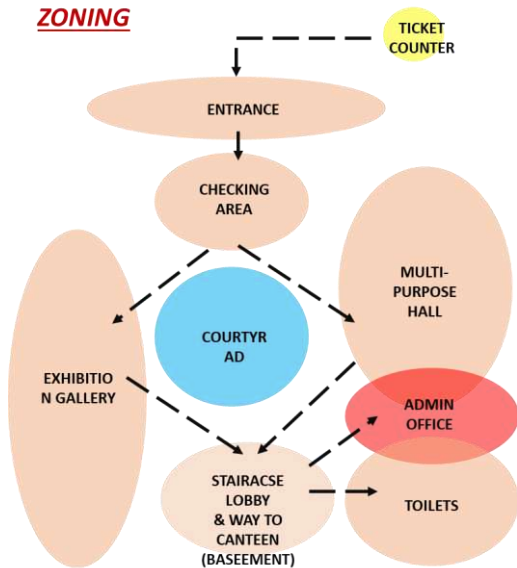 ZONING
TICKET
COUNTER
ENTRANCE
CHECKING
AREA
MULTI-
PURPOSE
HALL
COURTYR
AD
EXHIBITIO
N GALLERY
ADMIN
OFFICE
STAIRACSE
LOBBY
& WAY TO
CANTEEN
(BASEEMENT)
TOILETS